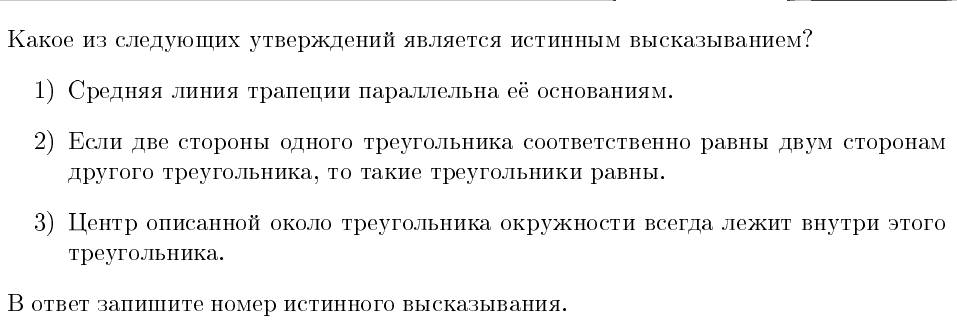 Какое из следующих утверждений является истинным высказыванием?
1) Средняя линия трапеции параллельна её основаниям.
2) Если две стороны одного треугольника соответственно равны двум сторонам
другого треугольника, то такие треугольники равны.
3) Центр описанной около треугольника окружности всегда лежит внутри этого
треугольника.
В ответ запишите номер истинного высказывания.